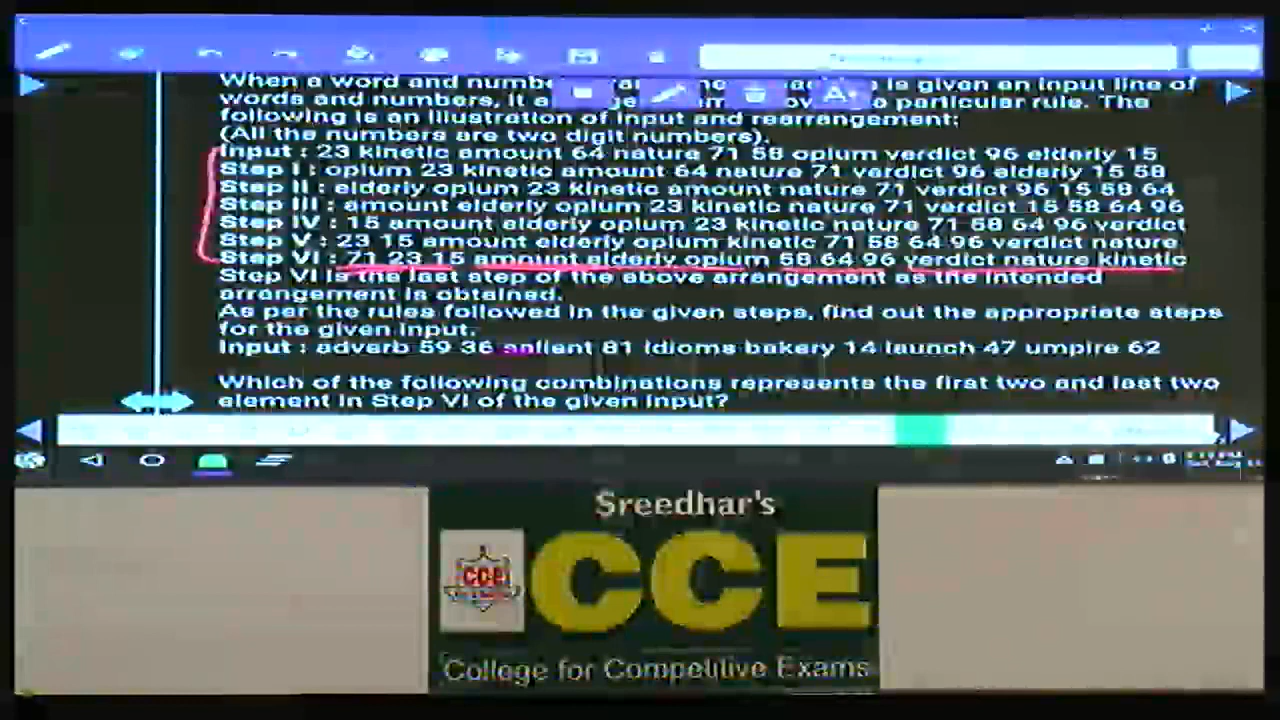 When a word and numbe is given an input line of
words and numbers, it particular rule. The
following is an illustration of input and rearrangement:
(All the numbers are two digit numbers).
Input : 23 kinetic amount 64 nature 71 58 opium verdict 96 elderly 15
Step I : opium 23 kinetic amount 64 nature 71 verdict 96 elderly 15 58
Step II : elderly opium 23 kinetic amount nature 71 verdict 96 15 58 64
Step III : amount elderly opium 23 kinetic nature 71 verdict 15 58 64 96
Step IV : 15 amount elderly opium 23 kinetic nature 71 58 64 96 verdict
Step V : 23 15 amount elderly opium kinetic 71 58 64 96 verdict nature
Step VI : 71 23 15 amount elderly opium 58 64 96 verdict nature kinetic
Step VI is the last step of the above arrangement as the intended
arrangement is obtained.
As per the rules followed in the given steps, find out the appropriate steps
for the given input.
Input : adverb 59 36 salient 81 idioms bakery 14 launch 47 umpire 62
Which of the following combinations represents the first two and last two
element in Step VI of the given input?
Sreedhar's
CCE
CCE
College for Competitive Exams